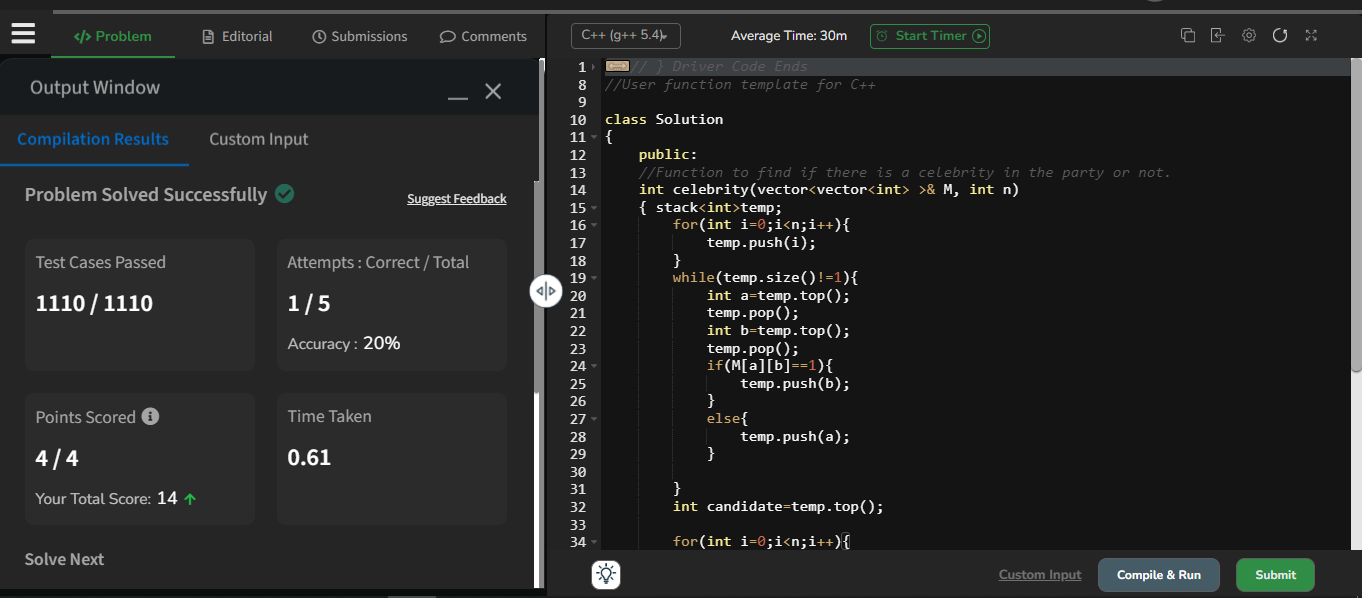 Problem
Editorial
Submissions
Comments
Output Window
Compilation Results
Custom Input
Problem Solved Successfully
Suggest Feedback
Test Cases Passed
1110 / 1110
Attempts : Correct / Total
1 / 5
Accuracy : 20%
Points Scored
4 / 4
Your Total Score: 14
Time Taken
0.61
Solve Next
C++ (g++ 5.4)
Average Time: 30m
Start Timer
1 // } Driver Code Ends
8 //User function template for C++
9
10 class Solution
11 {
12 public:
13 //Function to find if there is a celebrity in the party or not.
14 int celebrity(vector<vector<int> >& M, int n)
15 { stack<int>temp;
16 for(int i=0;i<n;i++){
17 temp.push(i);
18 }
19 while(temp.size()!=1){
20 int a=temp.top();
21 temp.pop();
22 int b=temp.top();
23 temp.pop();
24 if(M[a][b]==1){
25 temp.push(b);
26 }
27 else{
28 temp.push(a);
29 }
30
31 }
32 int candidate=temp.top();
33
34 for(int i=0;i<n;i++){
Custom Input
Compile & Run
Submit